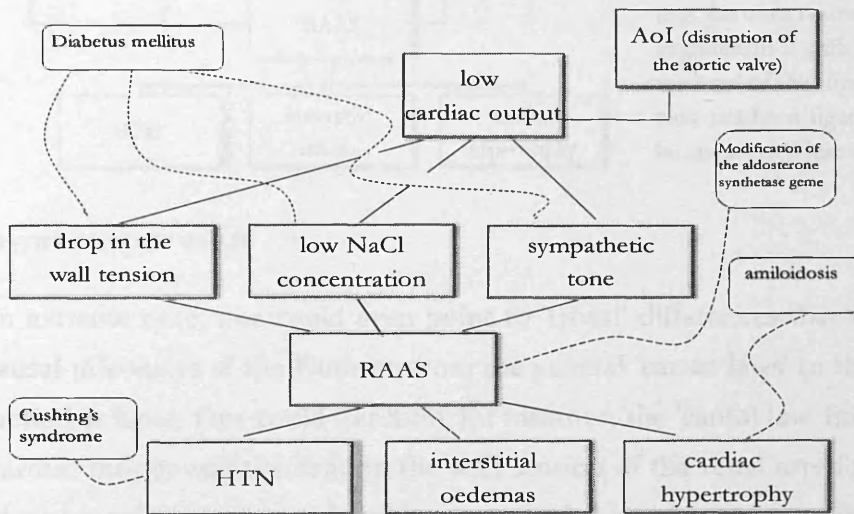 Diabetus mellitus
AoI (disruption of
the aortic valve)
low
cardiac output
Modification of
the aldosterone
synthetase geme
drop in the
wall tension
low NaCl
concentration
sympathetic
tone
amiloidosis
RAAS
Cushing's
syndrome
HTN
interstitial
oedemas
cardiac
hypertrophy